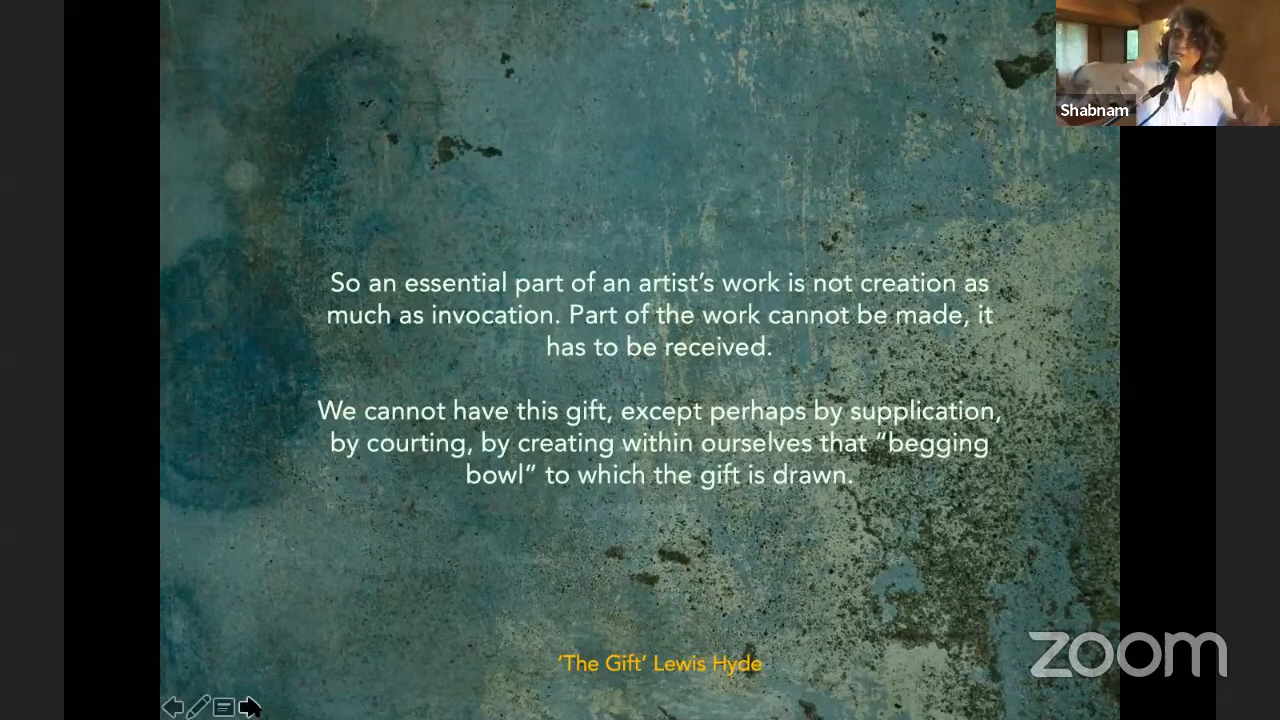 Shabnam
So an essential part of an artist’s work is not creation as
much as invocation. Part of the work cannot be made, it
has to be received.
We cannot have this gift, except perhaps by supplication,
by courting, by creating within ourselves that “begging
bowl” to which the gift is drawn.
‘The Gift’ Lewis Hyde
zoom